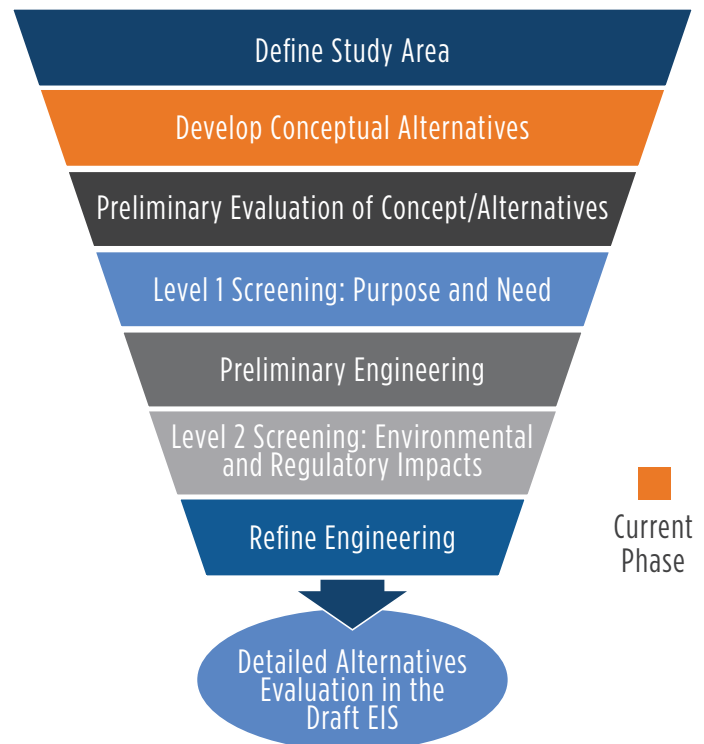 Define Study Area
Develop Conceptual Alternatives
Preliminary Evaluation of Concept/Alternatives
Level 1 Screening: Purpose and Need
Preliminary Engineering
Level 2 Screening: Environmental
and Regulatory Impacts
Refine Engineering
Current
Phase
Detailed Alternatives
Evaluation in the
Draft EIS